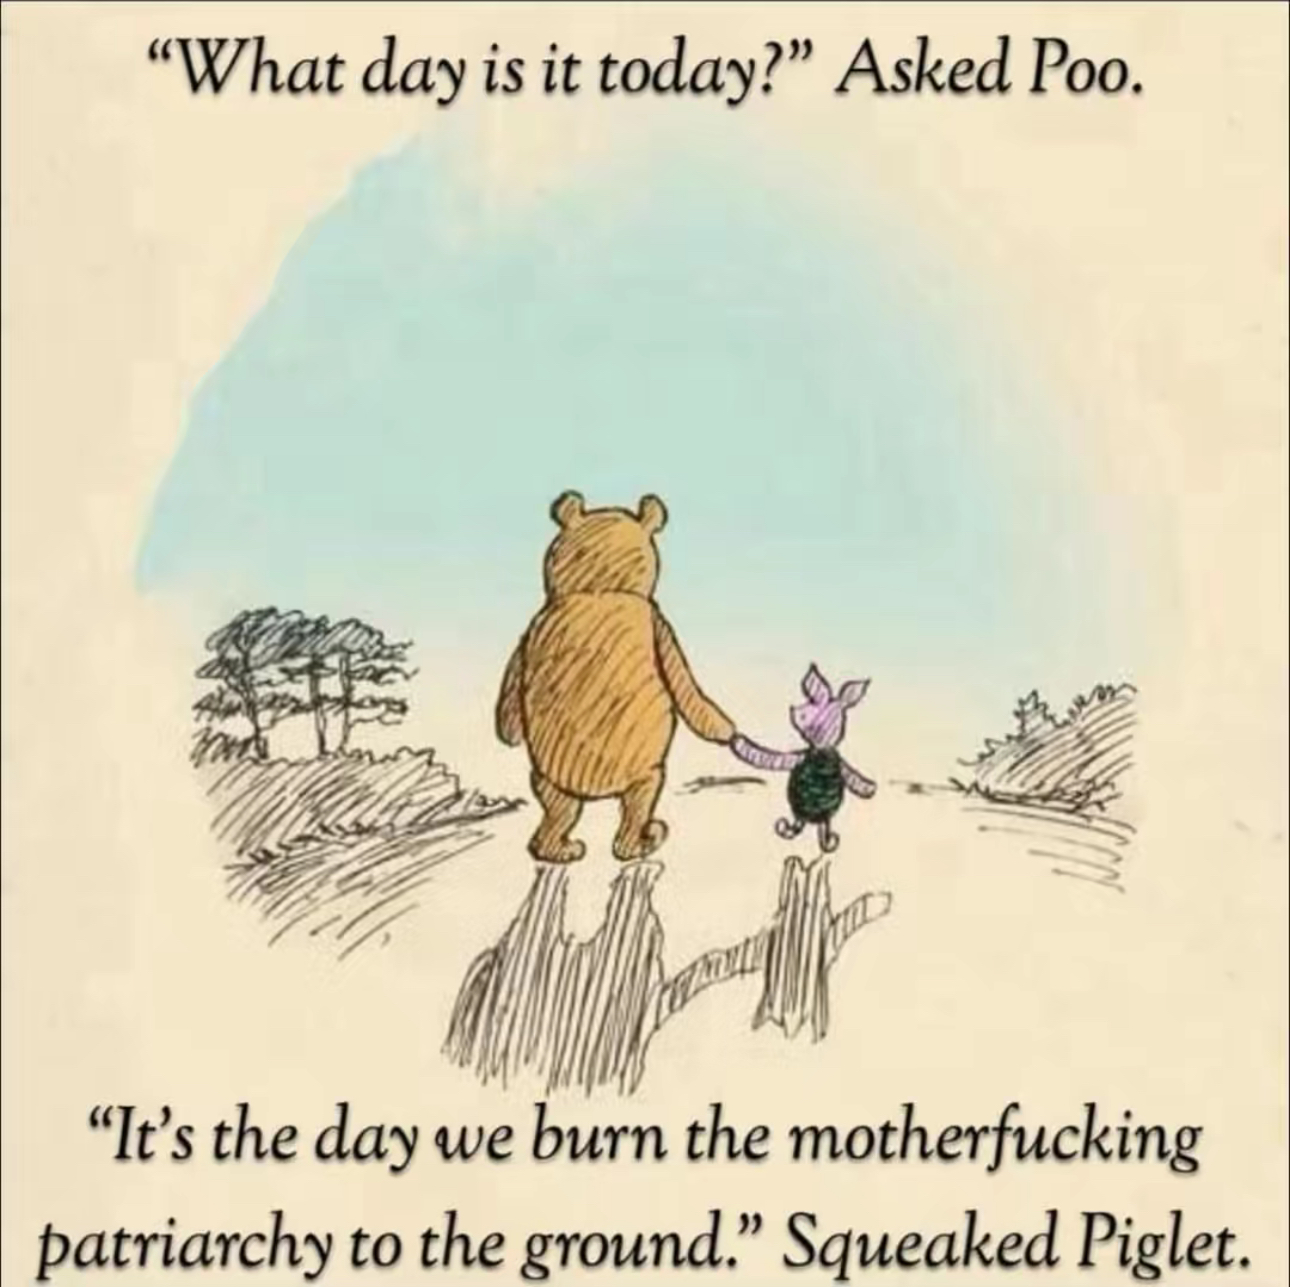 “What day is it today?” Asked Poo.
“It’s the day we burn the motherfucking
patriarchy to the ground.” Squeaked Piglet.